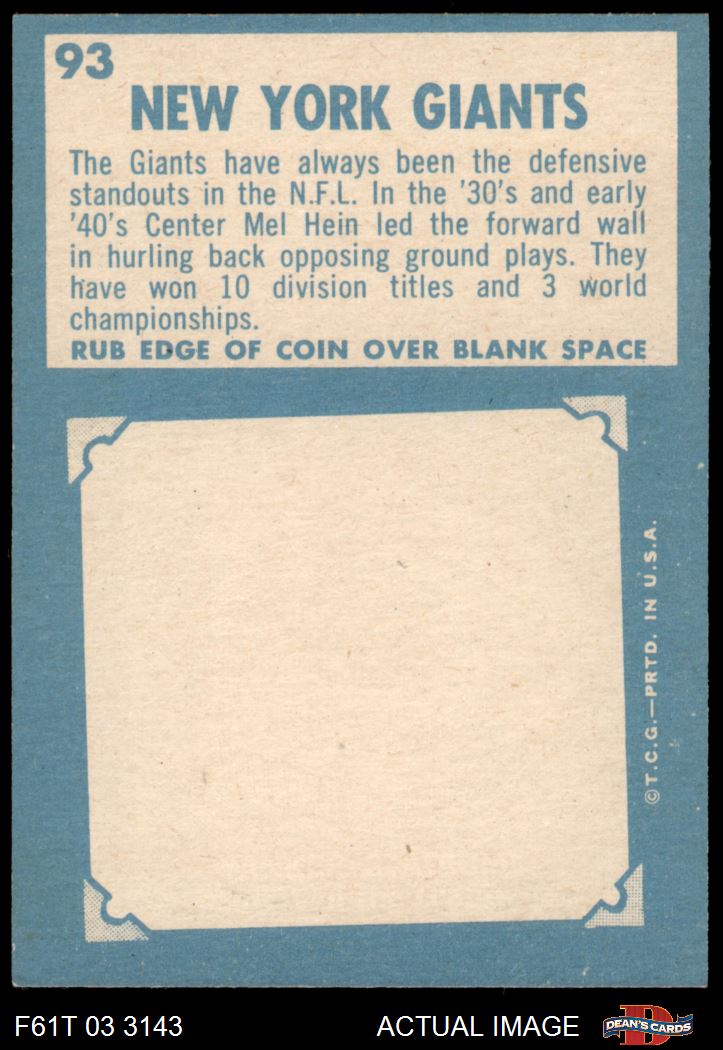 93
NEW YORK GIANTS
The Giants have always been the defensive
standouts in the N.F.L. In the '30's and early
'40's Center Mel Hein led the forward wall
in hurling back opposing ground plays. They
have won 10 division titles and 3 world
championships.
RUB EDGE OF COIN OVER BLANK SPACE
©T.C.G.—PRTD. IN U.S.A.
F61T 03 3143
ACTUAL IMAGE
D
DEAN'S CARDS